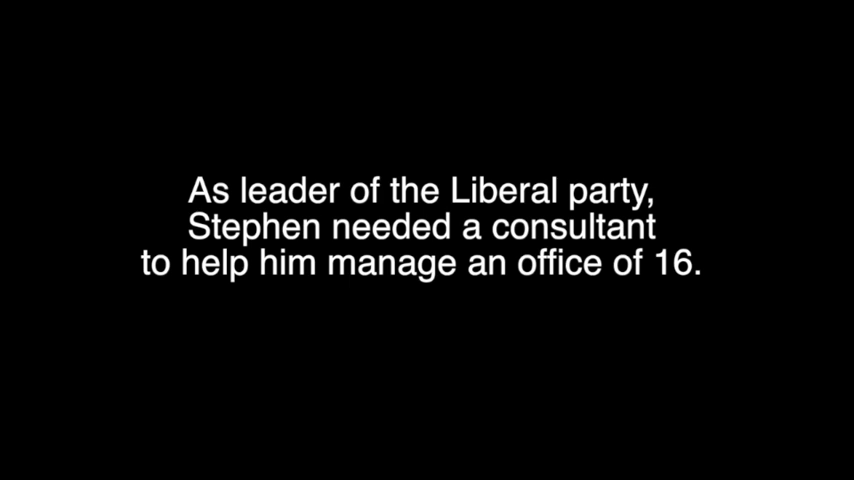 As leader of the Liberal party,
Stephen needed a consultant
to help him manage an office of 16.